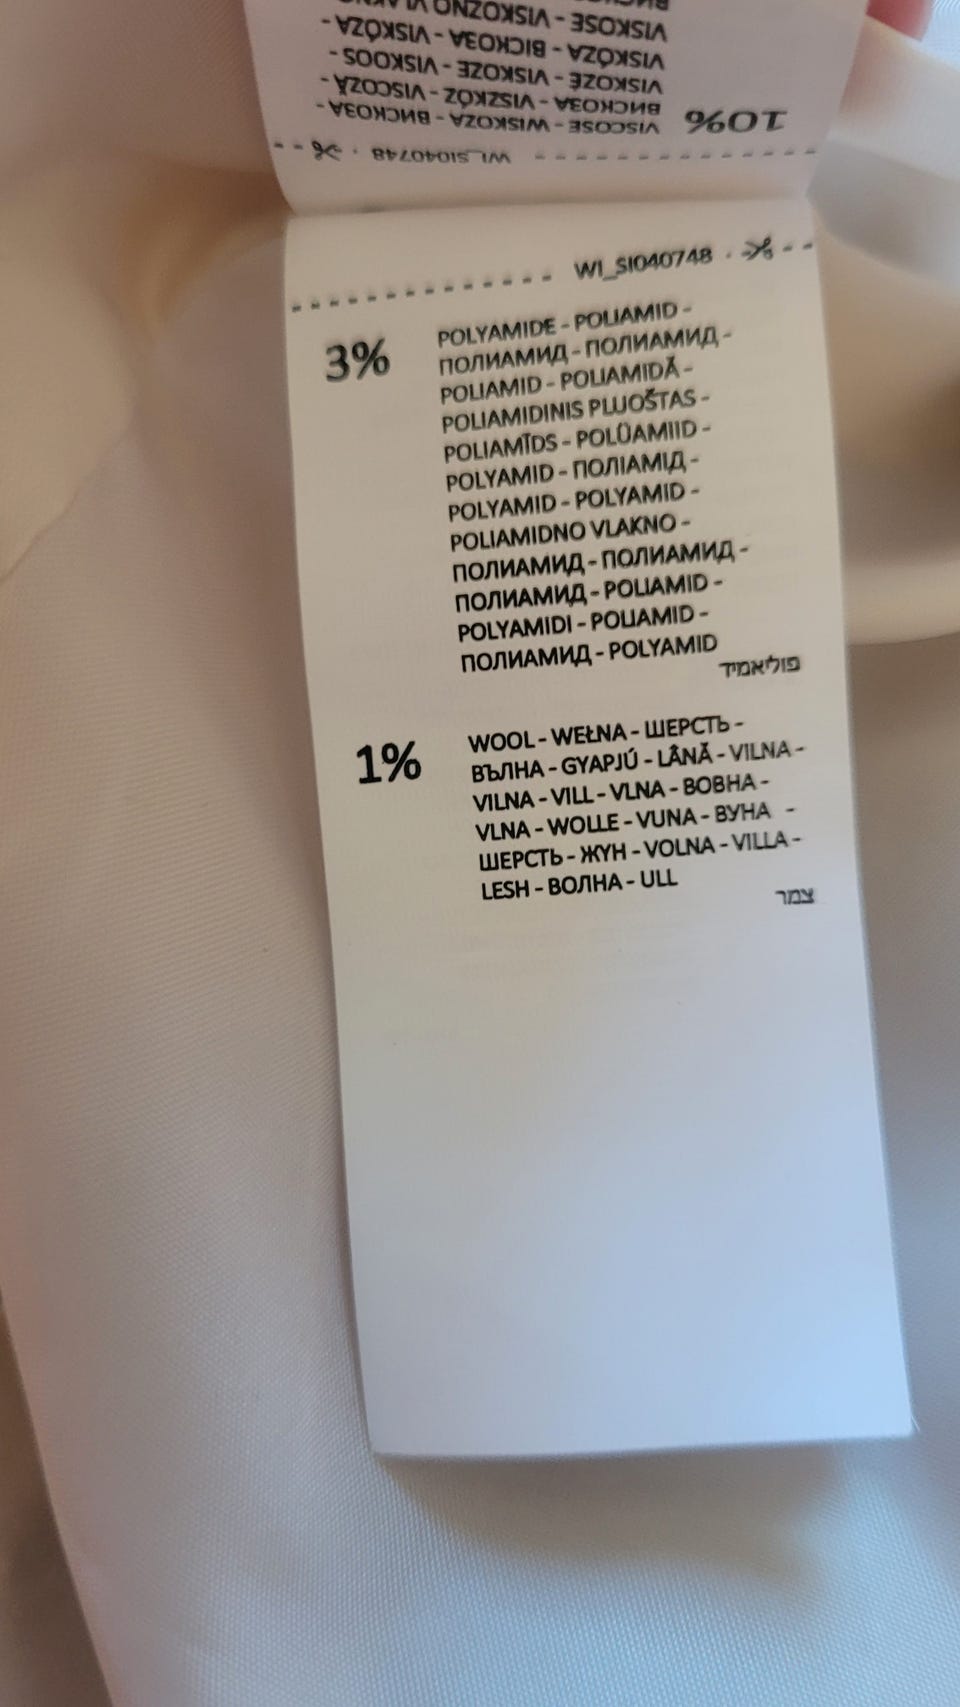 10% VISCOSE - WISKOZA - ВИСКОЗА -
ВИСКОЗА - VISZKÓZ - VISCOZĂ -
VISKOZĖ - VISKOZE - VISKOOS -
VISKÓZA - ВІСКОЗА - VISKÓZA -
VISKOSE - VISKOZNO
WI_SI040748
WI_SI040748
3% POLYAMIDE - POLIAMID -
ПОЛИАМИД - ПОЛИАМИД -
POLIAMID - POLIAMIDĂ -
POLIAMIDINIS PLUOŠTAS -
POLIAMĪDS - POLÜAMIID -
POLYAMID - ПОЛІАМІД -
POLYAMID - POLYAMID -
POLIAMIDNO VLAKNO -
ПОЛИАМИД - ПОЛИАМИД -
ПОЛИАМИД - POLIAMID -
POLYAMIDI - POLIAMID -
ПОЛИАМИД - POLYAMID
פוליאמיד
1% WOOL - WEŁNA - ШЕРСТЬ -
ВЪЛНА - GYAPJÚ - LÂNĂ - VILNA -
VILNA - VILL - VLNA - ВОВНА -
VLNA - WOLLE - VUNA - ВУНА -
ШЕРСТЬ - ЖҮН - VOLNA - VILLA -
LESH - ВОЛНА - ULL
צמר